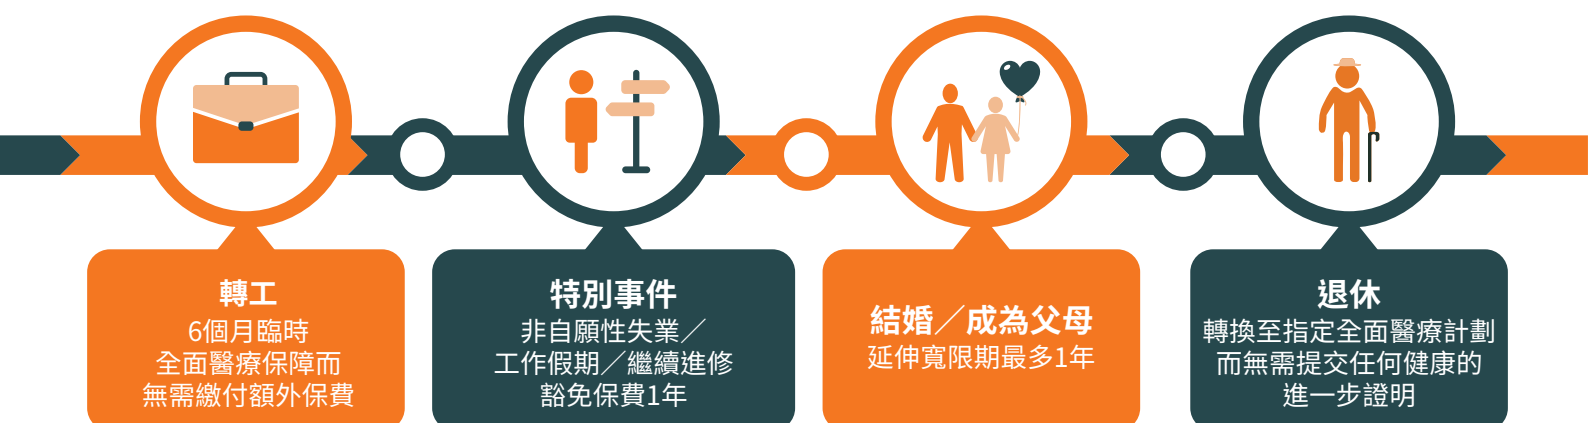 轉工
6個月臨時
全面醫療保障而
無需繳付額外保費
特別事件
非自願性失業／
工作假期／繼續進修
豁免保費1年
結婚／成為父母
延伸寬限期最多1年
退休
轉換至指定全面醫療計劃
而無需提交任何健康的
進一步證明